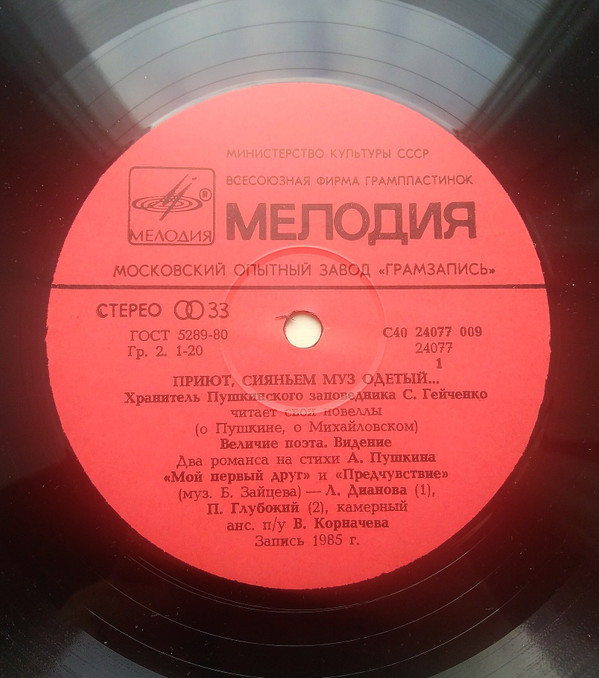 МИНИСТЕРСТВО КУЛЬТУРЫ СССР
ВСЕСОЮЗНАЯ ФИРМА ГРАМПЛАСТИНОК
®
МЕЛОДИЯ
МЕЛОДИЯ
МОСКОВСКИЙ ОПЫТНЫЙ ЗАВОД «ГРАМЗАПИСЬ»
СТЕРЕО 33
ГОСТ 5289-80
Гр. 2. 1-20
С40 24077 009
24077
1
ПРИЮТ, СИЯНЬЕМ МУЗ ОДЕТЫЙ...
Хранитель Пушкинского заповедника С. Гейченко
читает свои новеллы
(о Пушкине, о Михайловском)
Величие поэта. Видение
Два романса на стихи А. Пушкина
«Мой первый друг» и «Предчувствие»
(муз. Б. Зайцева) — Л. Дианова (1),
П. Глубокий (2), камерный
анс. п/у В. Корначева
Запись 1985 г.